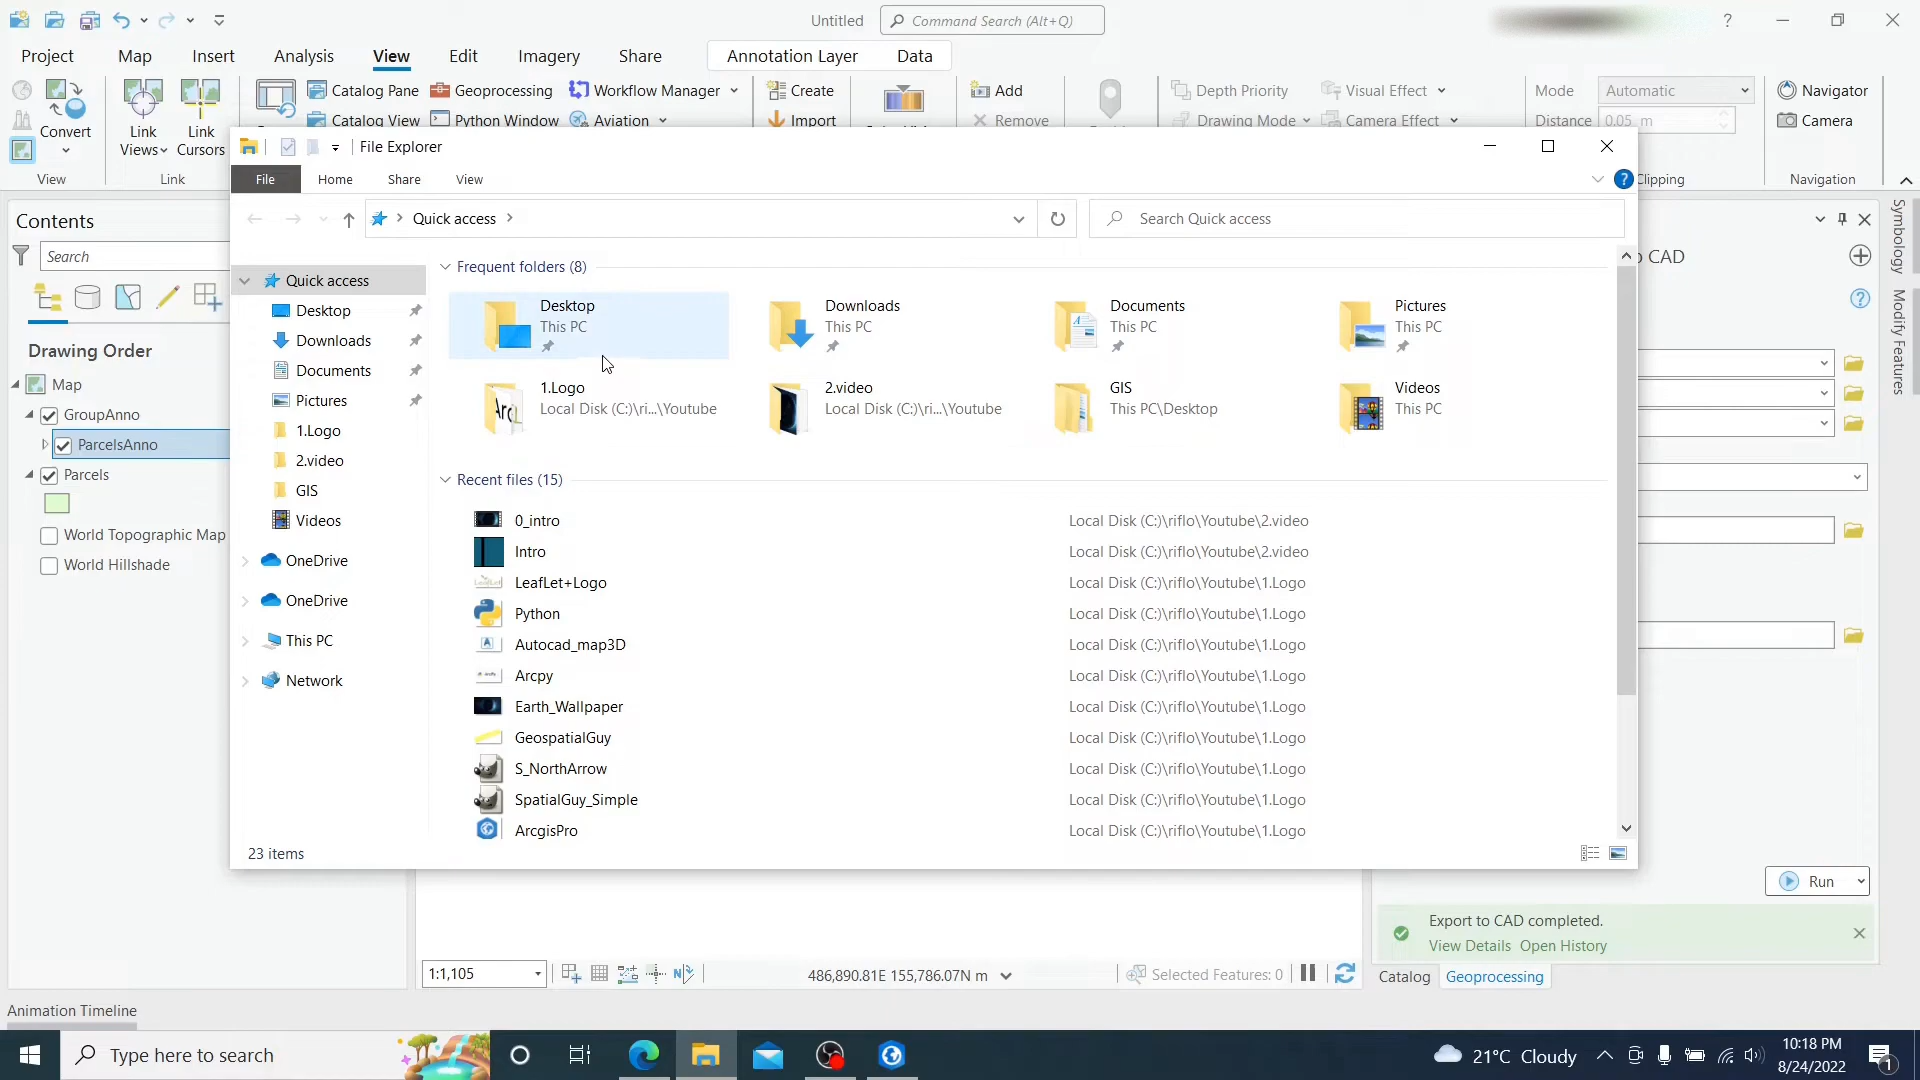 Untitled
Command Search (Alt+Q)
?
Project
Map
Insert
Analysis
View
Edit
Imagery
Share
Annotation Layer
Data
Convert
Link
Views
Link
Cursors
Catalog Pane
Geoprocessing
Workflow Manager
Catalog View
Python Window
Aviation
Create
Import
Add
Remove
Depth Priority
Visual Effect
Drawing Mode
Camera Effect
Mode
Automatic
Distance
0.05 m
Navigator
Camera
View
Link
Clipping
Navigation
File Explorer
File
Home
Share
View
?
Quick access
Search Quick access
Contents
Search
Drawing Order
Map
GroupAnno
ParcelsAnno
Parcels
World Topographic Map
World Hillshade
Quick access
Desktop
Downloads
Documents
Pictures
1.Logo
2.video
GIS
Videos
OneDrive
OneDrive
This PC
Network
Frequent folders (8)
Desktop
This PC
Downloads
This PC
Documents
This PC
Pictures
This PC
1.Logo
Local Disk (C:)\ri...\Youtube
2.video
Local Disk (C:)\ri...\Youtube
GIS
This PC\Desktop
Videos
This PC
Recent files (15)
0_intro Local Disk (C:)\riflo\Youtube\2.video
Intro Local Disk (C:)\riflo\Youtube\2.video
LeafLet+Logo Local Disk (C:)\riflo\Youtube\1.Logo
Python Local Disk (C:)\riflo\Youtube\1.Logo
Autocad_map3D Local Disk (C:)\riflo\Youtube\1.Logo
Arcpy Local Disk (C:)\riflo\Youtube\1.Logo
Earth_Wallpaper Local Disk (C:)\riflo\Youtube\1.Logo
GeospatialGuy Local Disk (C:)\riflo\Youtube\1.Logo
S_NorthArrow Local Disk (C:)\riflo\Youtube\1.Logo
SpatialGuy_Simple Local Disk (C:)\riflo\Youtube\1.Logo
ArcgisPro Local Disk (C:)\riflo\Youtube\1.Logo
23 items
CAD
?
Symbology
Modify Features
Run
Export to CAD completed.
View Details Open History
Catalog
Geoprocessing
1:1,105
486,890.81E 155,786.07N m
Selected Features: 0
Animation Timeline
Type here to search
21°C Cloudy
10:18 PM
8/24/2022
1